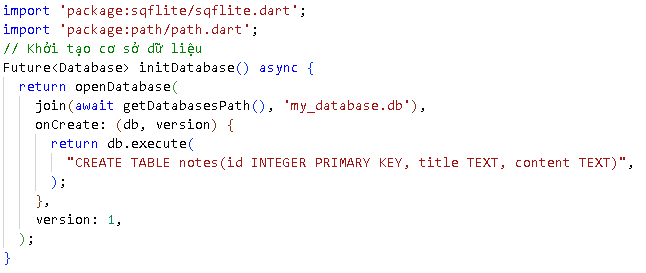 import 'package:sqflite/sqflite.dart';
import 'package:path/path.dart';
// Khởi tạo cơ sở dữ liệu
Future<Database> initDatabase() async {
  return openDatabase(
    join(await getDatabasesPath(), 'my_database.db'),
    onCreate: (db, version) {
      return db.execute(
        "CREATE TABLE notes(id INTEGER PRIMARY KEY, title TEXT, content TEXT)",
      );
    },
    version: 1,
  );
}